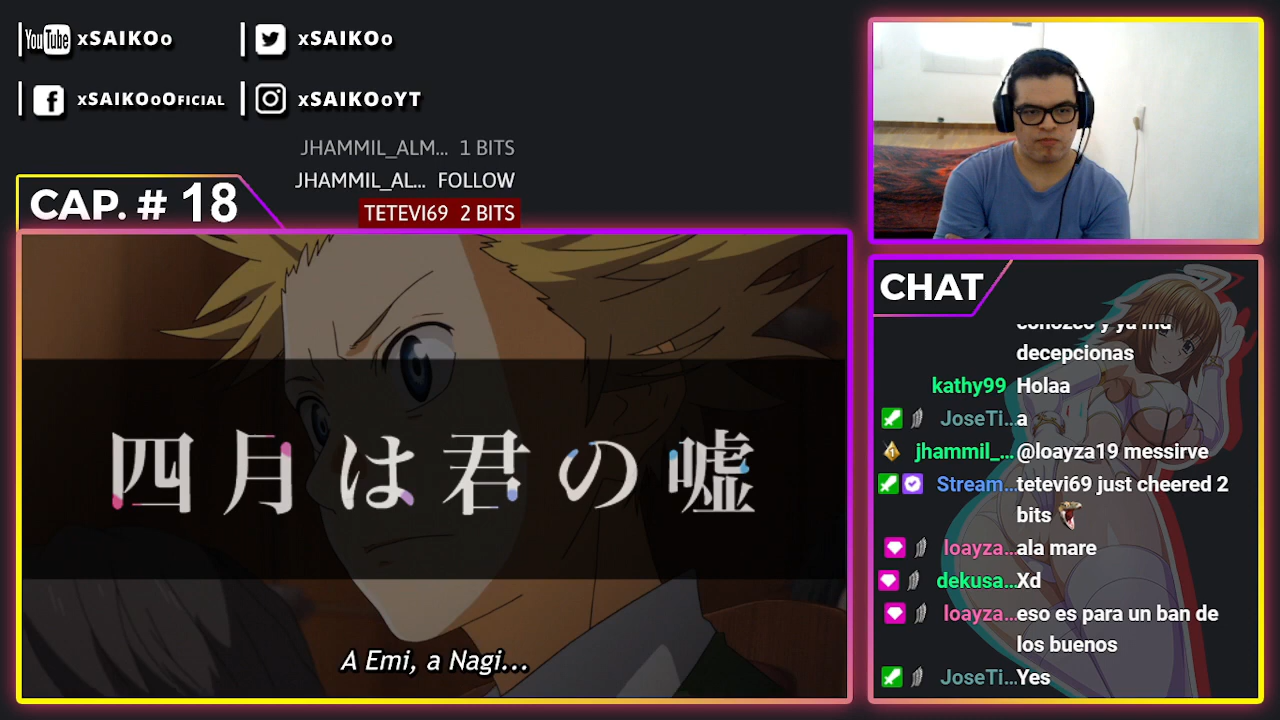 YouTube xSAIKOo
xSAIKOo
xSAIKOoOficial
xSAIKOoYT
JHAMMIL_ALM... 1 BITS
JHAMMIL_AL... FOLLOW
TETEVI69 2 BITS
CAP. # 18
四月は君の嘘
A Emi, a Nagi...
CHAT
decepcionas
kathy99 Holaa
JoseTi... a
jhammil_... @loayza19 messirve
Stream... tetevi69 just cheered 2
bits
loayza... ala mare
dekusa... Xd
loayza... eso es para un ban de
los buenos
JoseTi... Yes